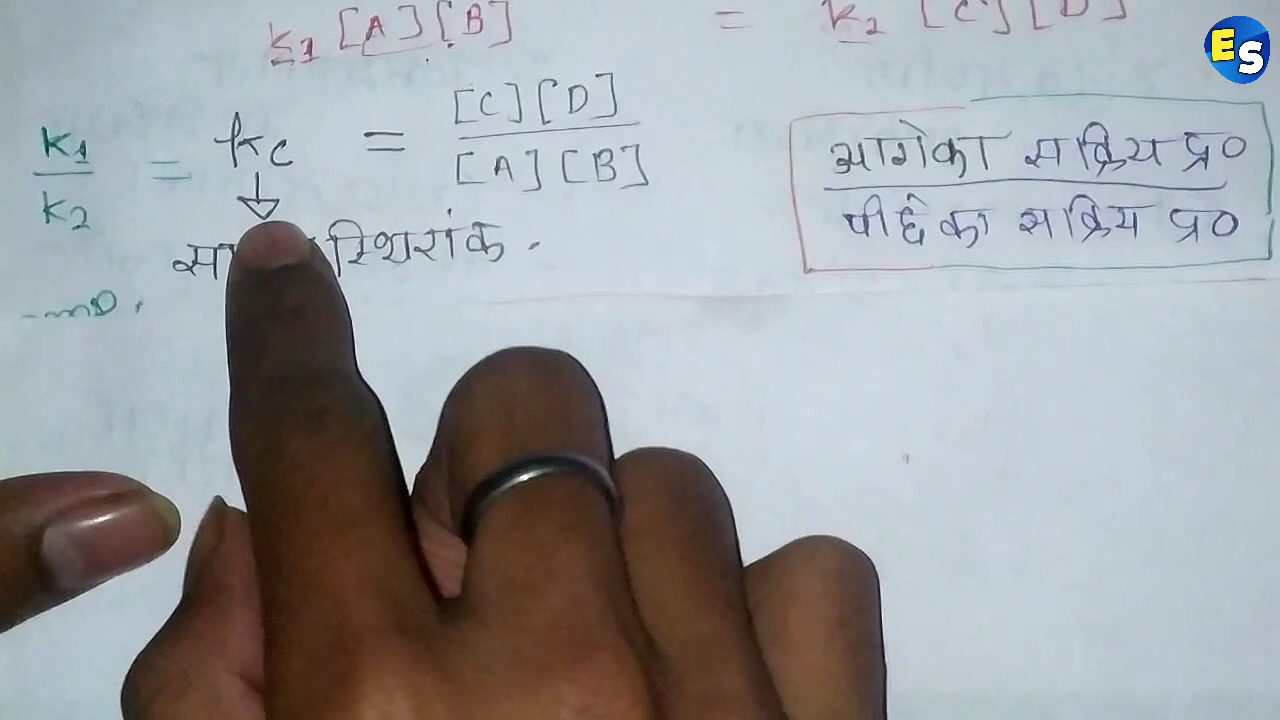 k₁ [A][B] = k₂ [C][D]
K₁ / K₂ = kc = [C][D] / [A][B]
स्थिरांक.
आगेका सक्रिय द्र०
पीछेका सक्रिय द्र०
ES